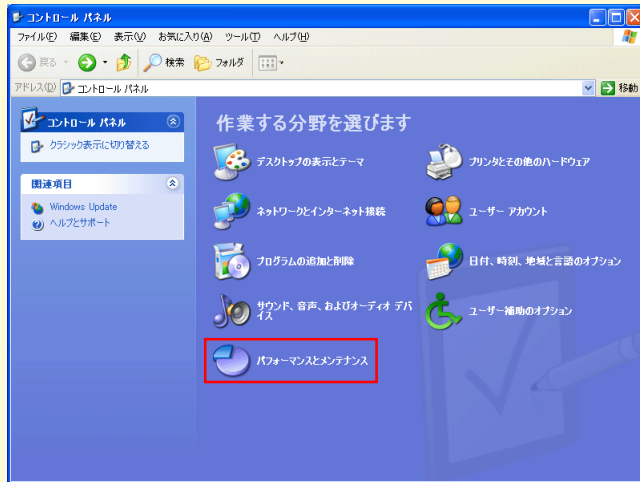 コントロール パネル
ファイル(F) 編集(E) 表示(V) お気に入り(A) ツール(T) ヘルプ(H)
戻る 検索 フォルダ
アドレス(D) コントロール パネル 移動
コントロール パネル
クラシック表示に切り替える
関連項目
Windows Update
ヘルプとサポート
作業する分野を選びます
デスクトップの表示とテーマ
プリンタとその他のハードウェア
ネットワークとインターネット接続
ユーザー アカウント
プログラムの追加と削除
日付、時刻、地域と言語のオプション
サウンド、音声、およびオーディオ デバ
イス
ユーザー補助のオプション
パフォーマンスとメンテナンス